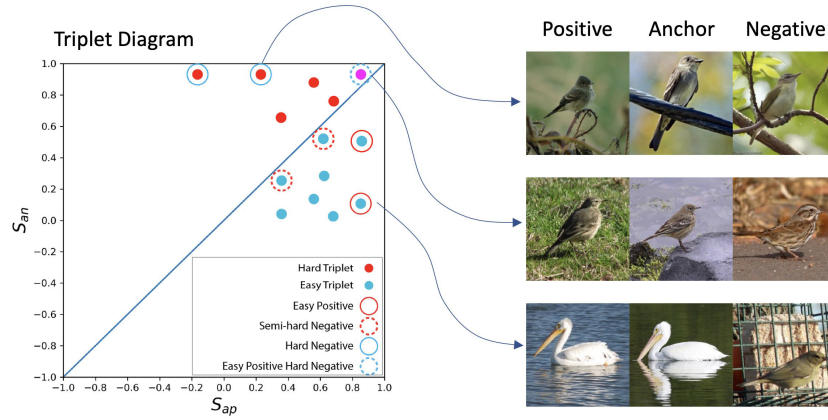 Triplet Diagram
Positive Anchor Negative
1.0
0.8
0.6
0.4
0.2
0.0
−0.2
−0.4
−0.6
−0.8
−1.0
S_an
Hard Triplet
Easy Triplet
Easy Positive
Semi-hard Negative
Hard Negative
Easy Positive Hard Negative
−1.0 −0.8 −0.6 −0.4 −0.2 0.0 0.2 0.4 0.6 0.8 1.0
S_ap